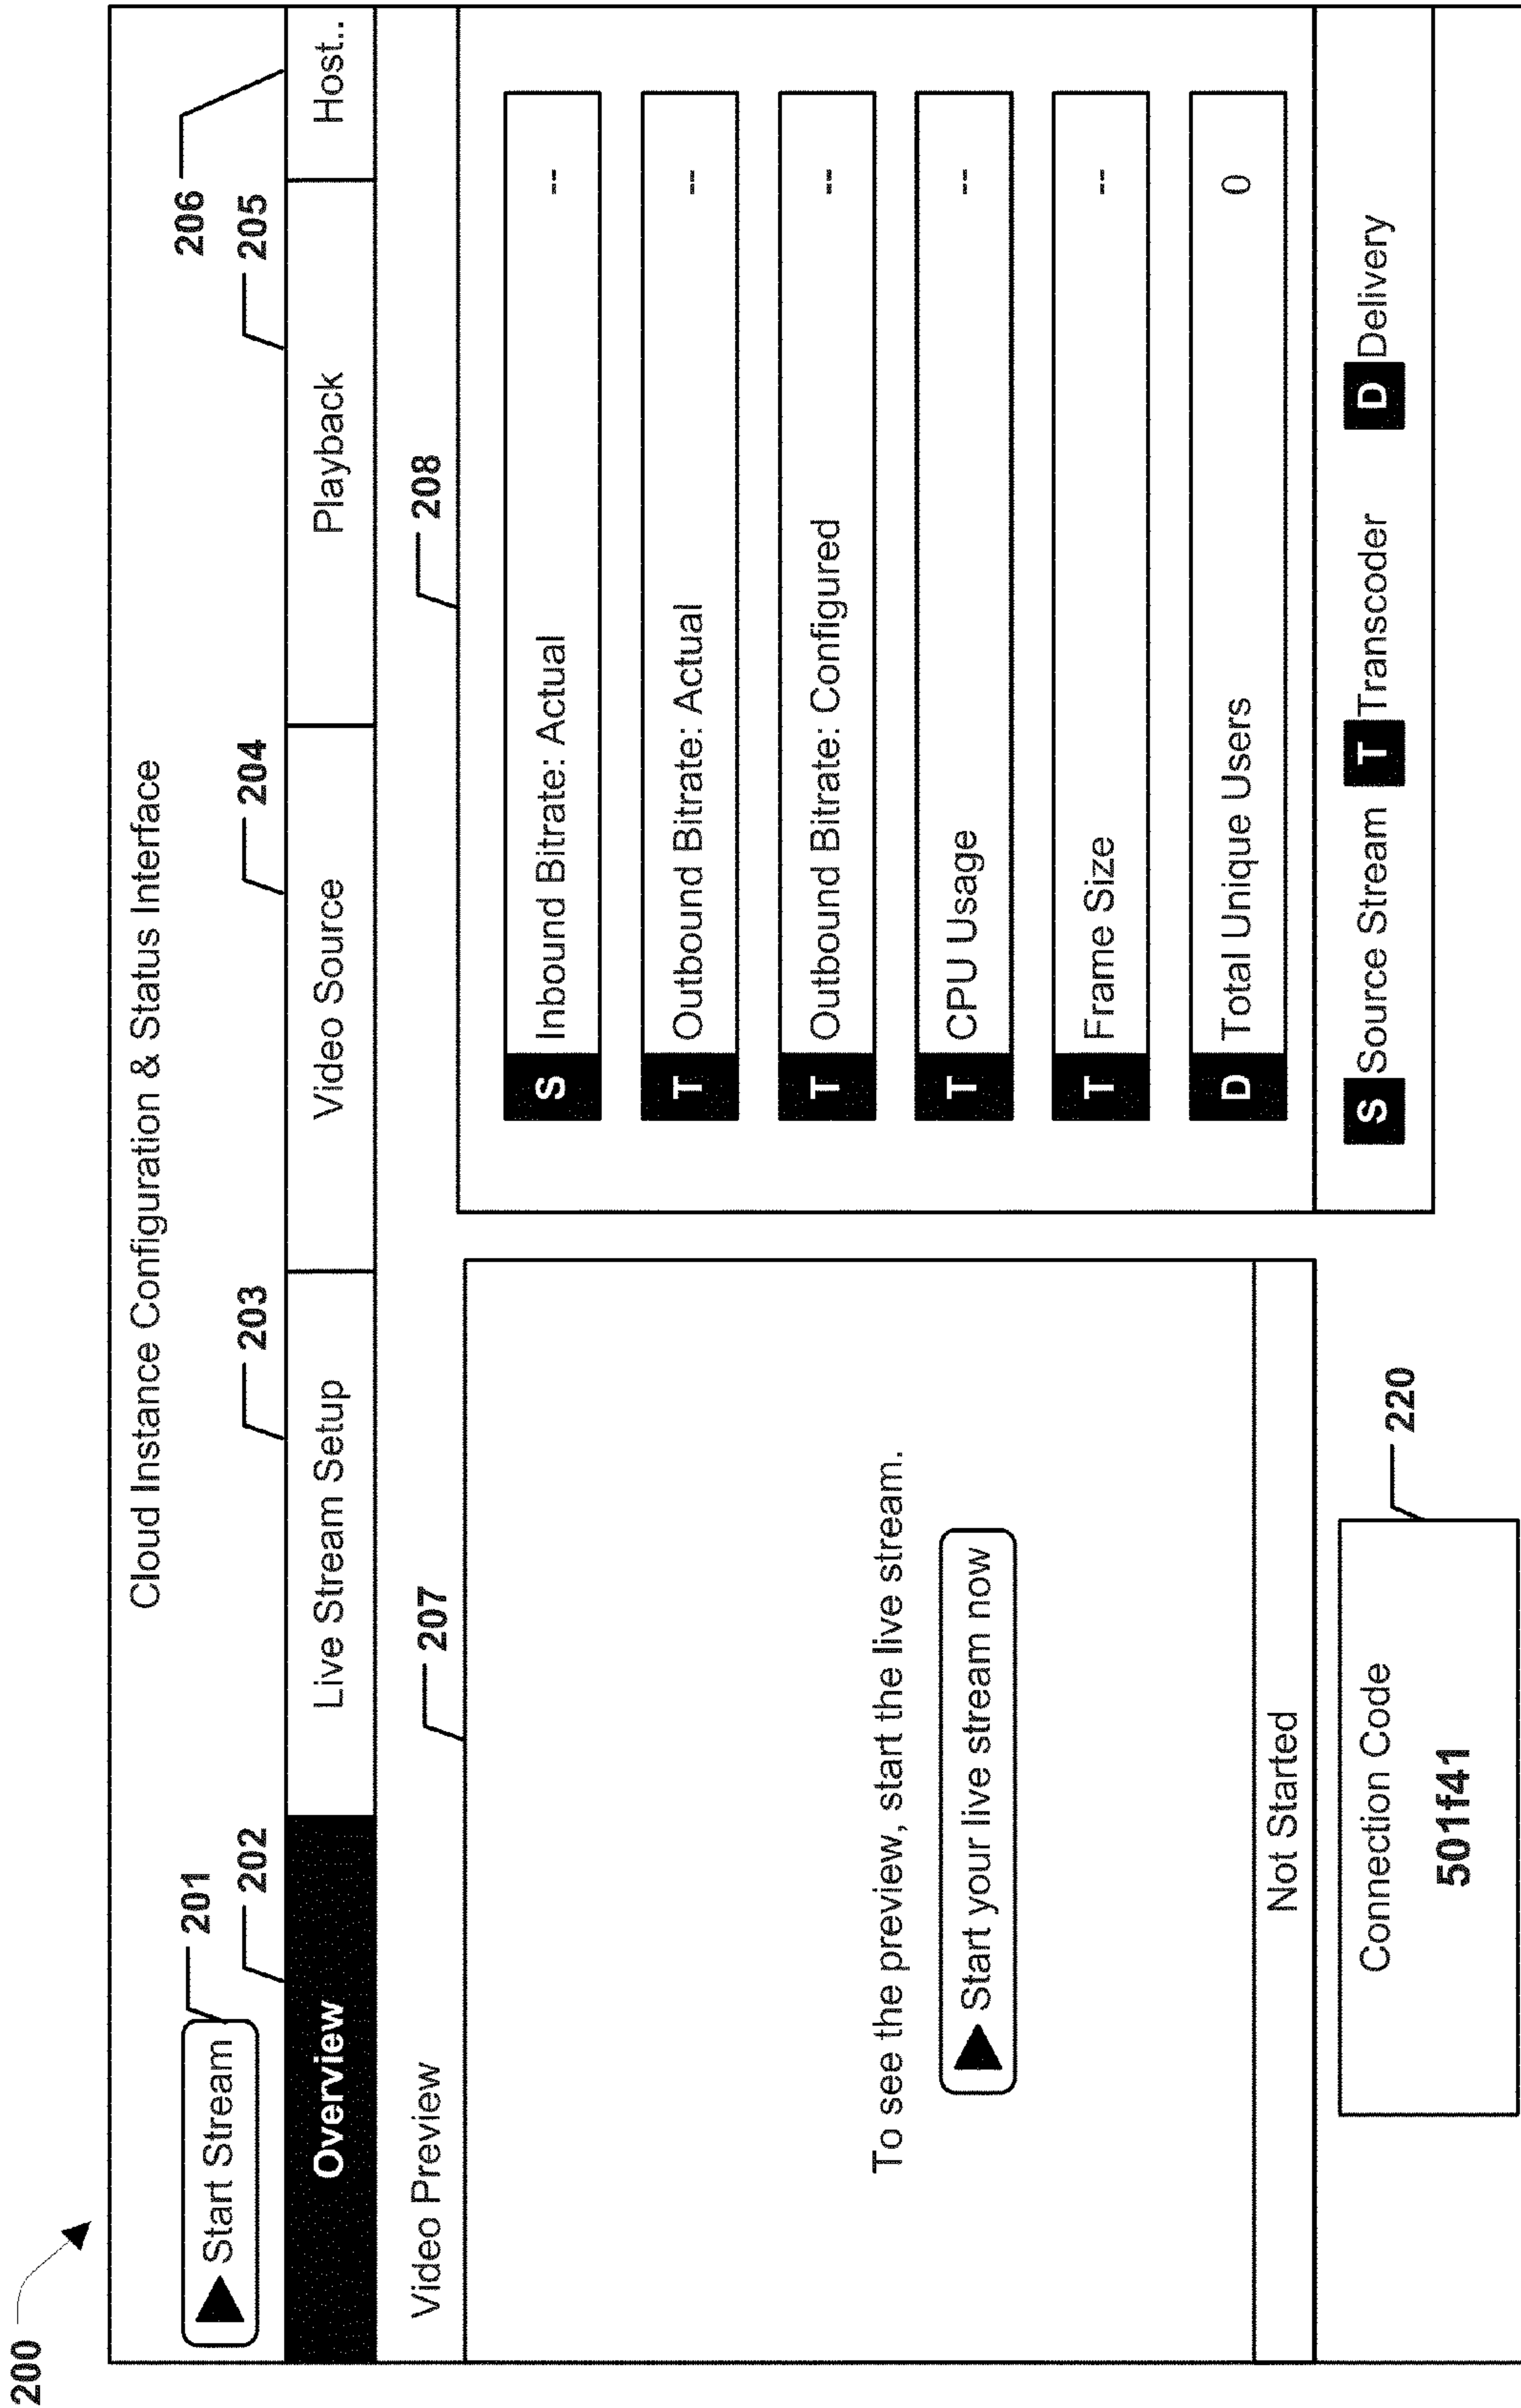 200
Cloud Instance Configuration & Status Interface
Start Stream
201
206
202
203
204
205
Overview
Live Stream Setup
Video Source
Playback
Host..
Video Preview
207
208
To see the preview, start the live stream.
Start your live stream now
Not Started
S Inbound Bitrate: Actual --
T Outbound Bitrate: Actual --
T Outbound Bitrate: Configured --
T CPU Usage --
T Frame Size --
D Total Unique Users 0
S Source Stream T Transcoder D Delivery
Connection Code
501f41
220